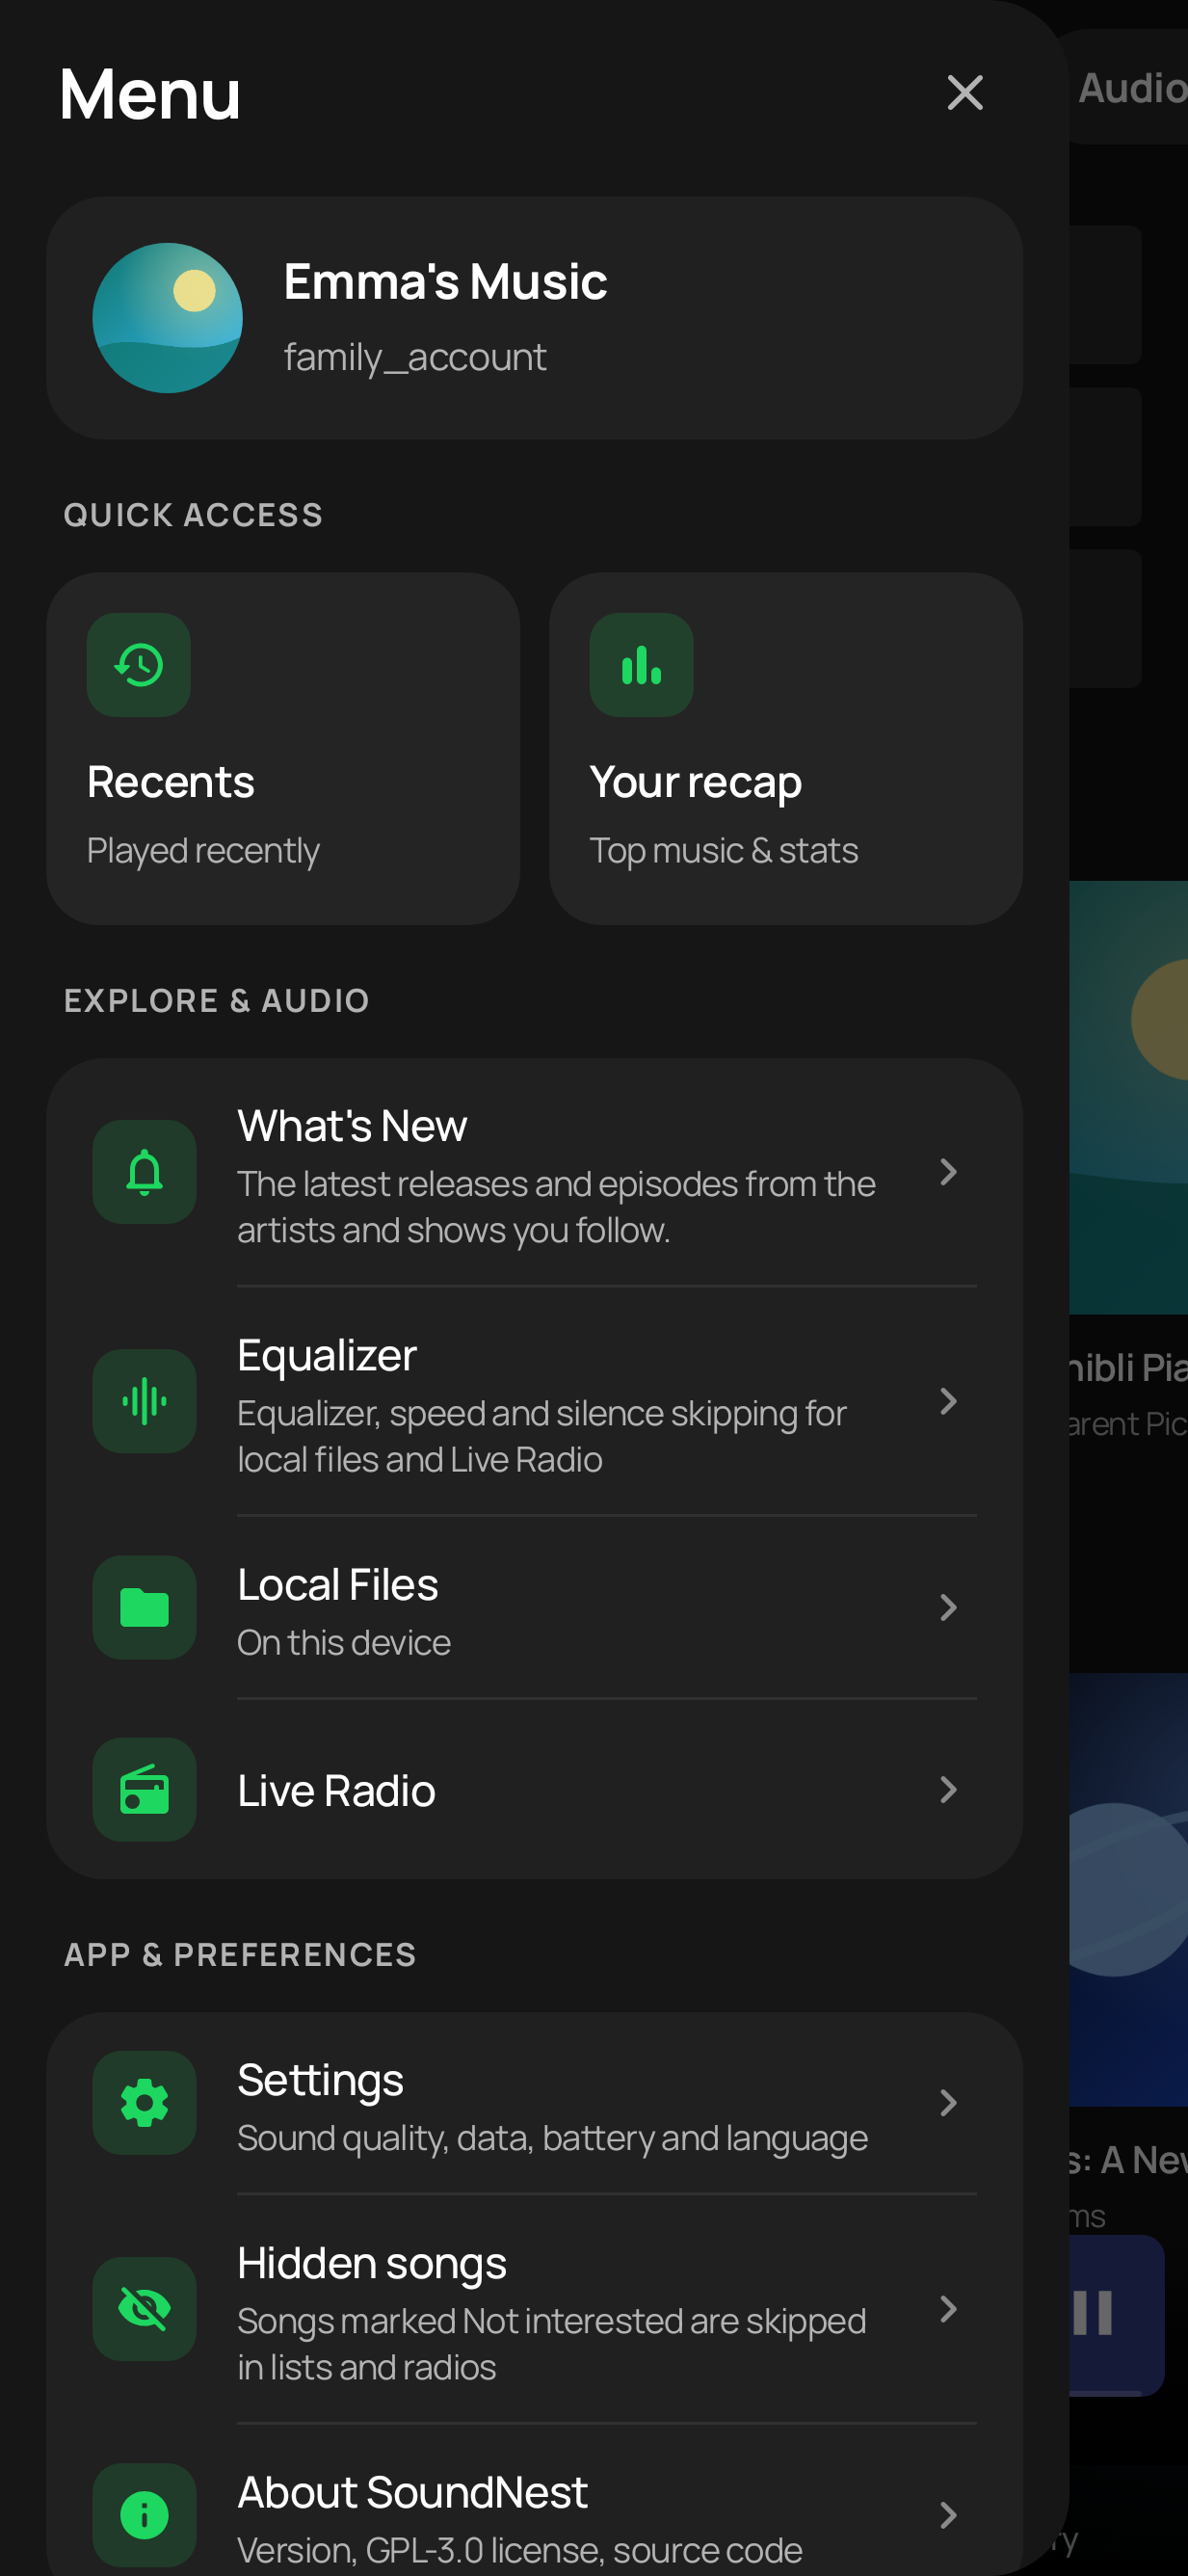 Menu
Audio
Emma's Music
family_account
QUICK ACCESS
Recents
Played recently
Your recap
Top music & stats
EXPLORE & AUDIO
What's New
The latest releases and episodes from the
artists and shows you follow.
Equalizer
Equalizer, speed and silence skipping for
local files and Live Radio
Local Files
On this device
Live Radio
APP & PREFERENCES
Settings
Sound quality, data, battery and language
Hidden songs
Songs marked Not interested are skipped
in lists and radios
About SoundNest
Version, GPL-3.0 license, source code